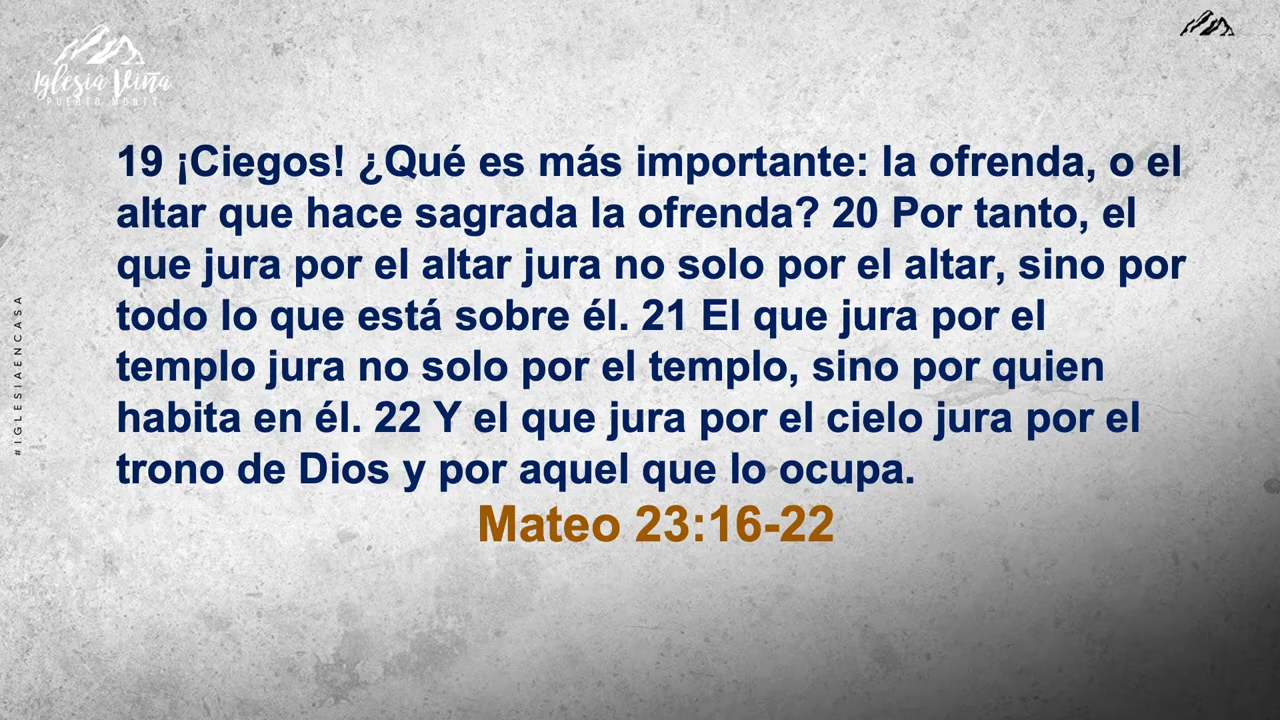 Iglesia Viña
PUERTO MONTT
19 ¡Ciegos! ¿Qué es más importante: la ofrenda, o el
altar que hace sagrada la ofrenda? 20 Por tanto, el
que jura por el altar jura no solo por el altar, sino por
todo lo que está sobre él. 21 El que jura por el
templo jura no solo por el templo, sino por quien
habita en él. 22 Y el que jura por el cielo jura por el
trono de Dios y por aquel que lo ocupa.
Mateo 23:16-22
#IGLESIAENCASA